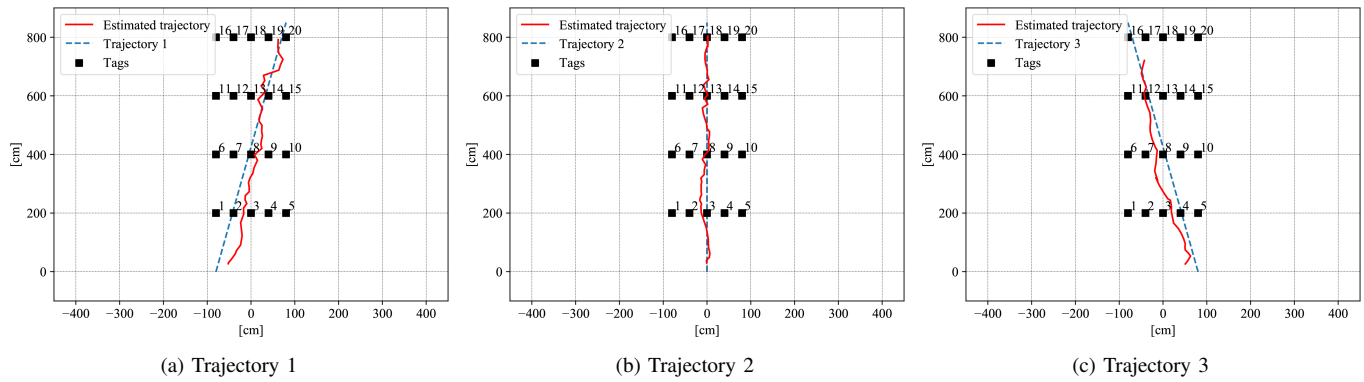 Estimated trajectory
Trajectory 1
Tags
16 17 18 19 20
11 12 13 14 15
6 7 8 9 10
1 2 3 4 5
800
600
400
200
0
[cm]
−400 −300 −200 −100 0 100 200 300 400
[cm]
(a) Trajectory 1
Estimated trajectory
Trajectory 2
Tags
16 17 18 19 20
11 12 13 14 15
6 7 8 9 10
1 2 3 4 5
800
600
400
200
0
[cm]
−400 −300 −200 −100 0 100 200 300 400
[cm]
(b) Trajectory 2
Estimated trajectory
Trajectory 3
Tags
16 17 18 19 20
11 12 13 14 15
6 7 8 9 10
1 2 3 4 5
800
600
400
200
0
[cm]
−400 −300 −200 −100 0 100 200 300 400
[cm]
(c) Trajectory 3